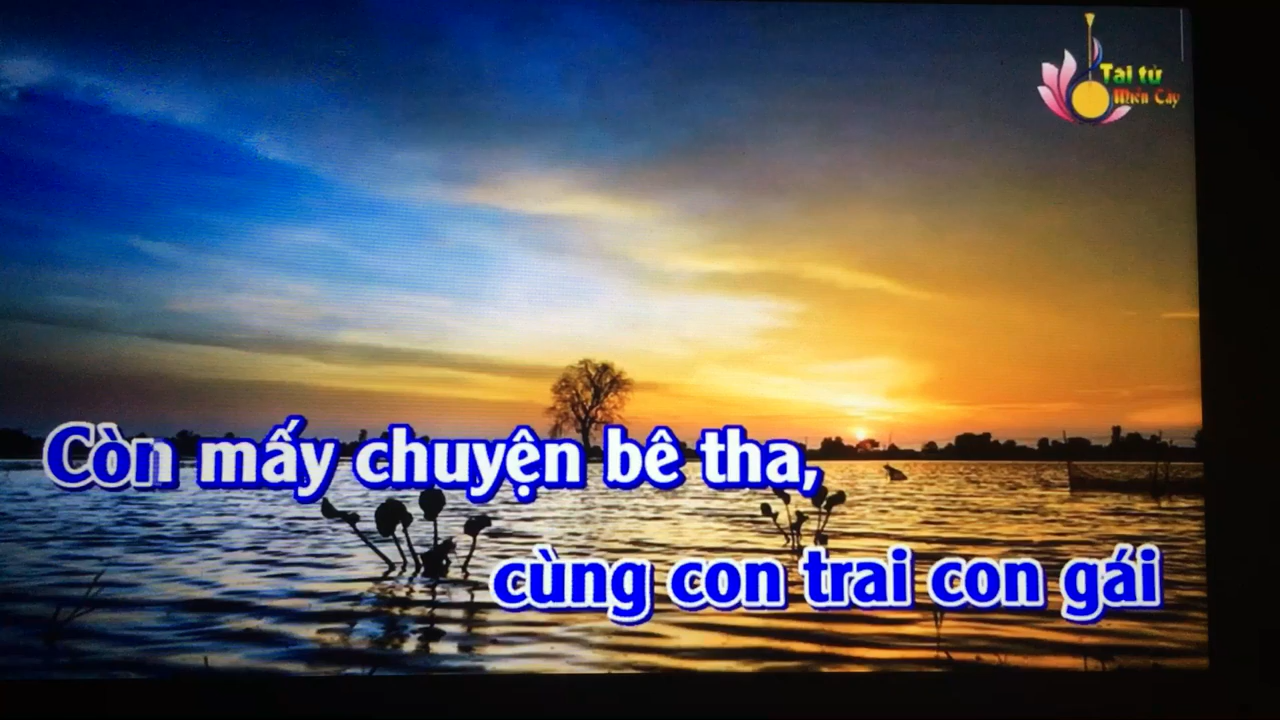 Tài tử
Miền Tây
Còn mấy chuyện bê tha,
cùng con trai con gái